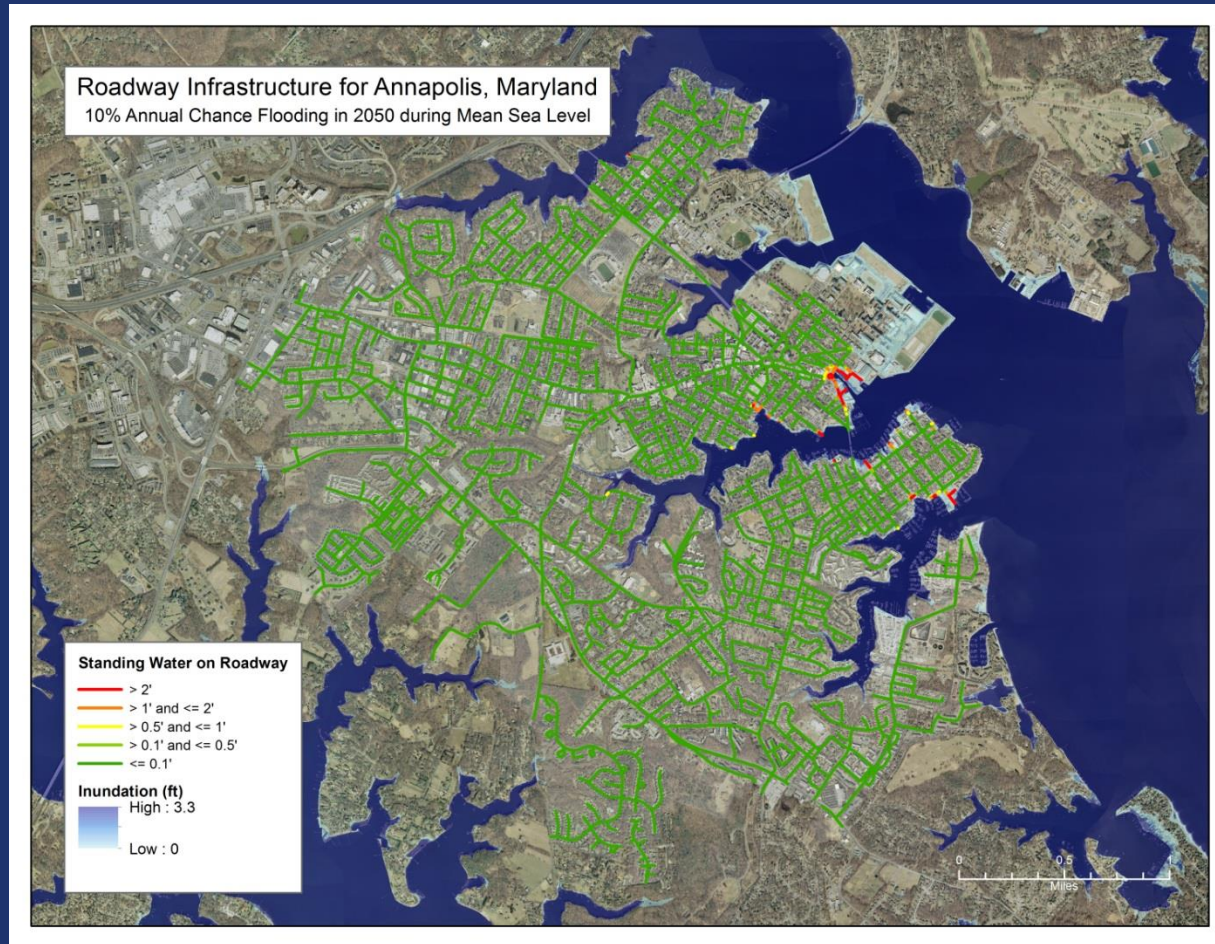 Roadway Infrastructure for Annapolis, Maryland
10% Annual Chance Flooding in 2050 during Mean Sea Level
Standing Water on Roadway
> 2'
> 1' and <= 2'
> 0.5' and <= 1'
> 0.1' and <= 0.5'
<= 0.1'
Inundation (ft)
High : 3.3
Low : 0
0 0.5 1
Miles